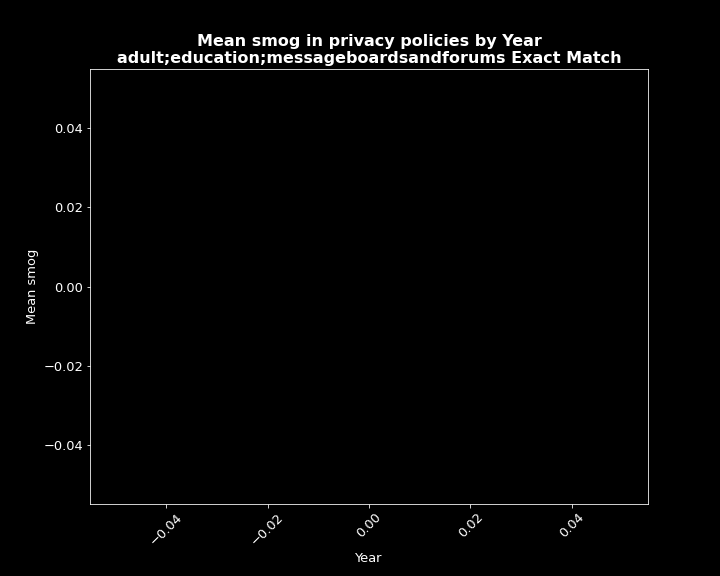 Mean smog in privacy policies by Year
adult;education;messageboardsandforums Exact Match
0.04
0.02
0.00
−0.02
−0.04
Mean smog
−0.04
−0.02
0.00
0.02
0.04
Year